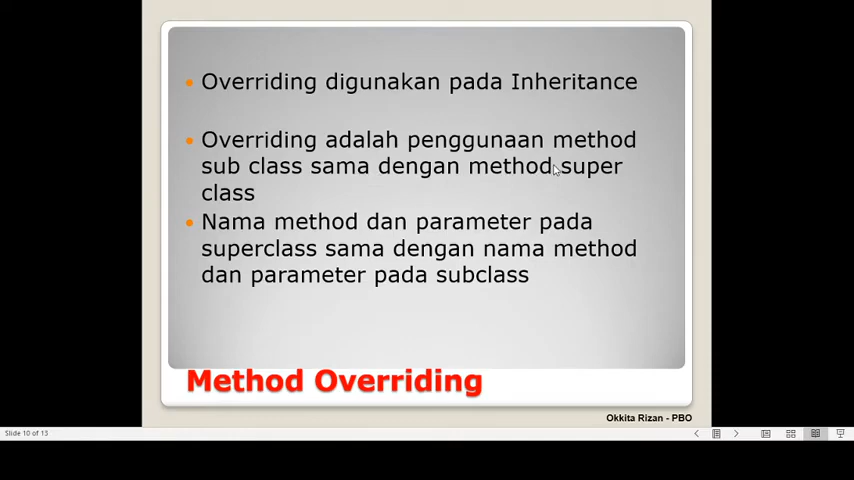 Overriding digunakan pada Inheritance
Overriding adalah penggunaan method
sub class sama dengan method super
class
Nama method dan parameter pada
superclass sama dengan nama method
dan parameter pada subclass
Method Overriding
Okkita Rizan - PBO
Slide 10 of 13